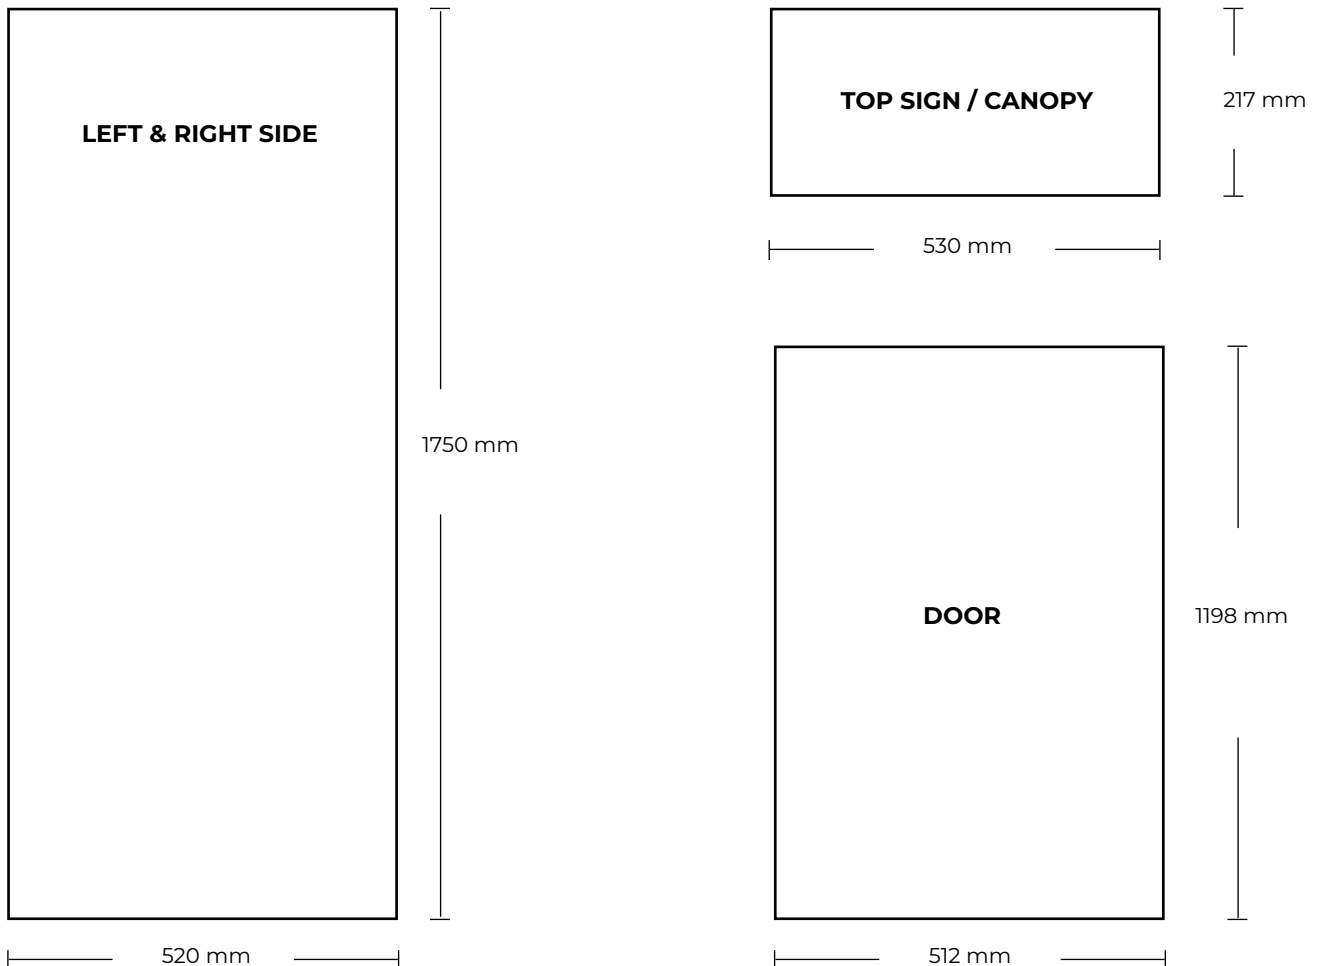 LEFT & RIGHT SIDE
1750 mm
520 mm
TOP SIGN / CANOPY
217 mm
530 mm
DOOR
1198 mm
512 mm